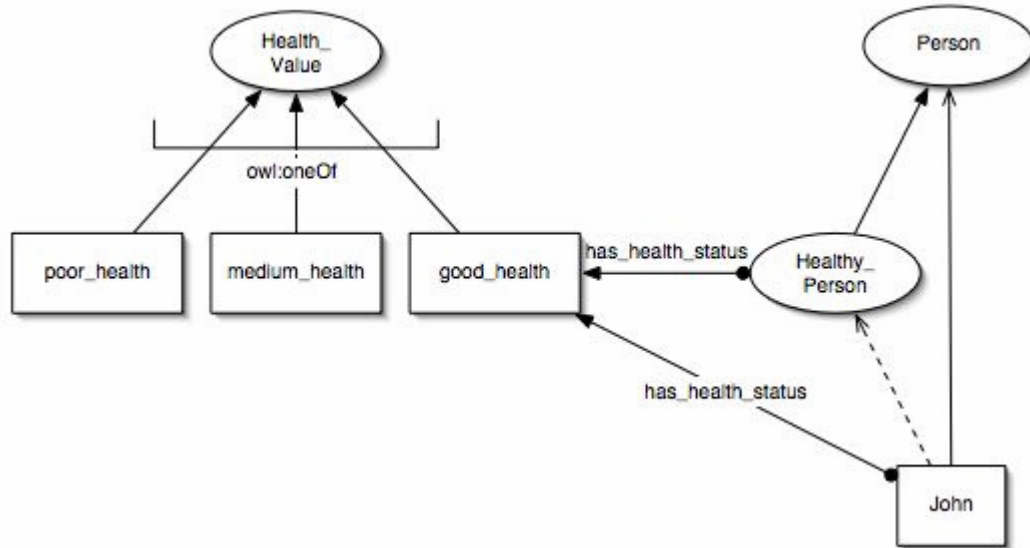 Health_
Value
Person
owl:oneOf
poor_health
medium_health
good_health
has_health_status
Healthy_
Person
has_health_status
John